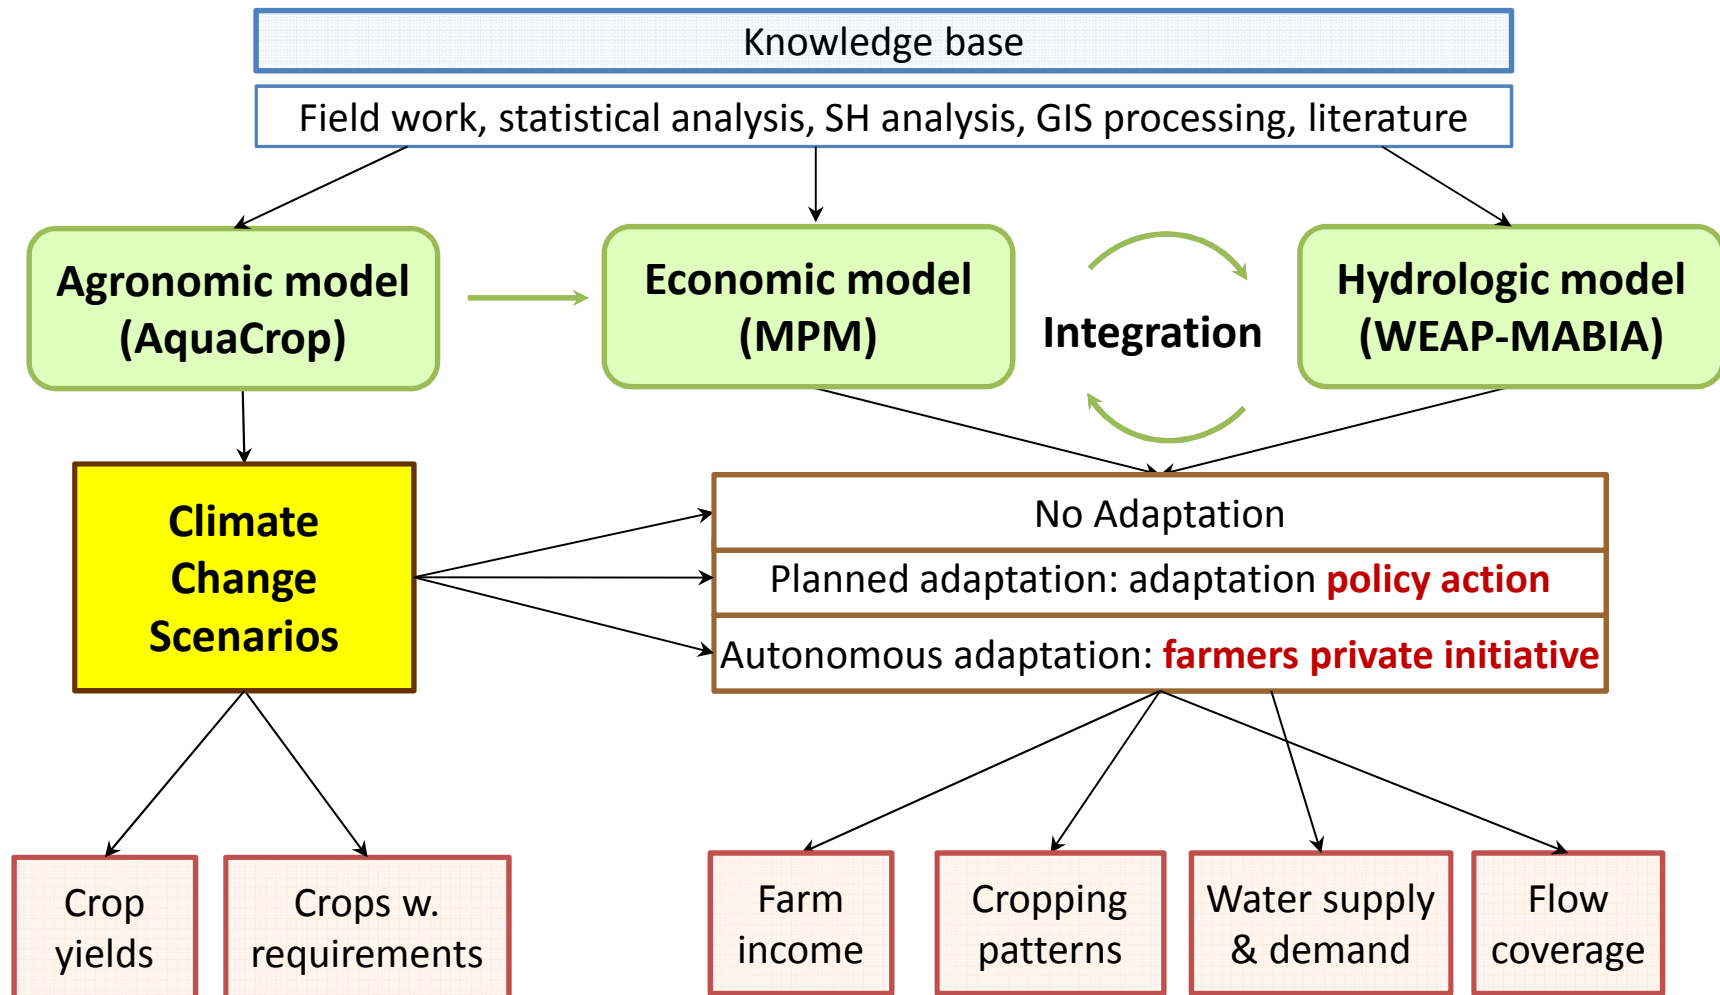 Knowledge base
Field work, statistical analysis, SH analysis, GIS processing, literature
Agronomic model
(AquaCrop)
Economic model
(MPM)
Integration
Hydrologic model
(WEAP-MABIA)
Climate
Change
Scenarios
No Adaptation
Planned adaptation: adaptation policy action
Autonomous adaptation: farmers private initiative
Crop
yields
Crops w.
requirements
Farm
income
Cropping
patterns
Water supply
& demand
Flow
coverage